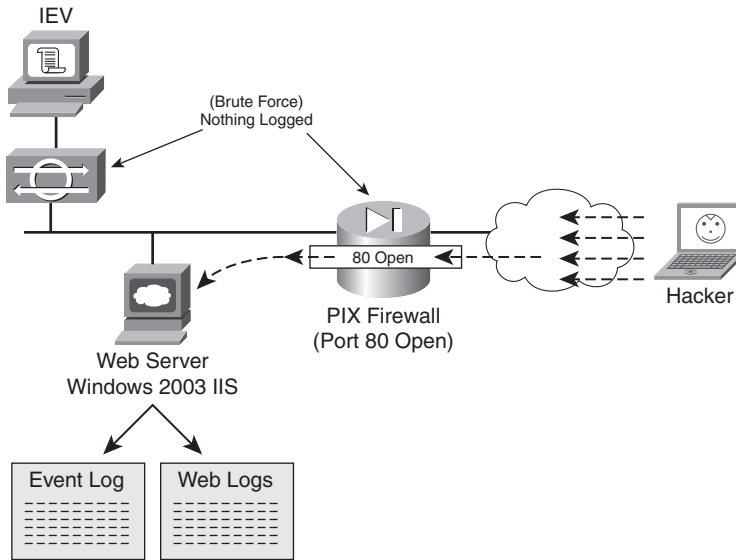 IEV
(Brute Force)
Nothing Logged
80 Open
PIX Firewall
(Port 80 Open)
Hacker
Web Server
Windows 2003 IIS
Event Log
Web Logs